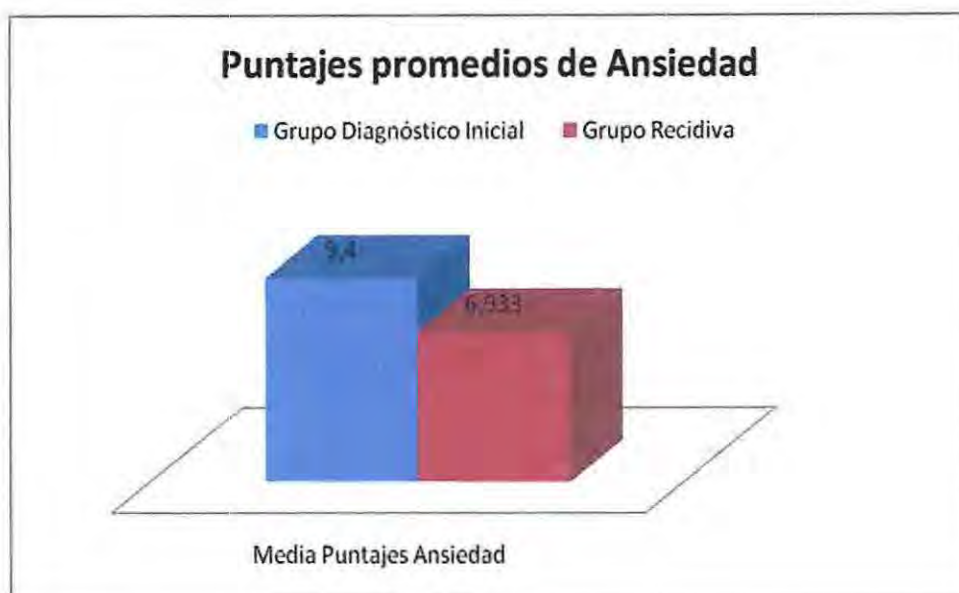 Puntajes promedios de Ansiedad
Grupo Diagnóstico Inicial Grupo Recidiva
9,4
6,933
Media Puntajes Ansiedad